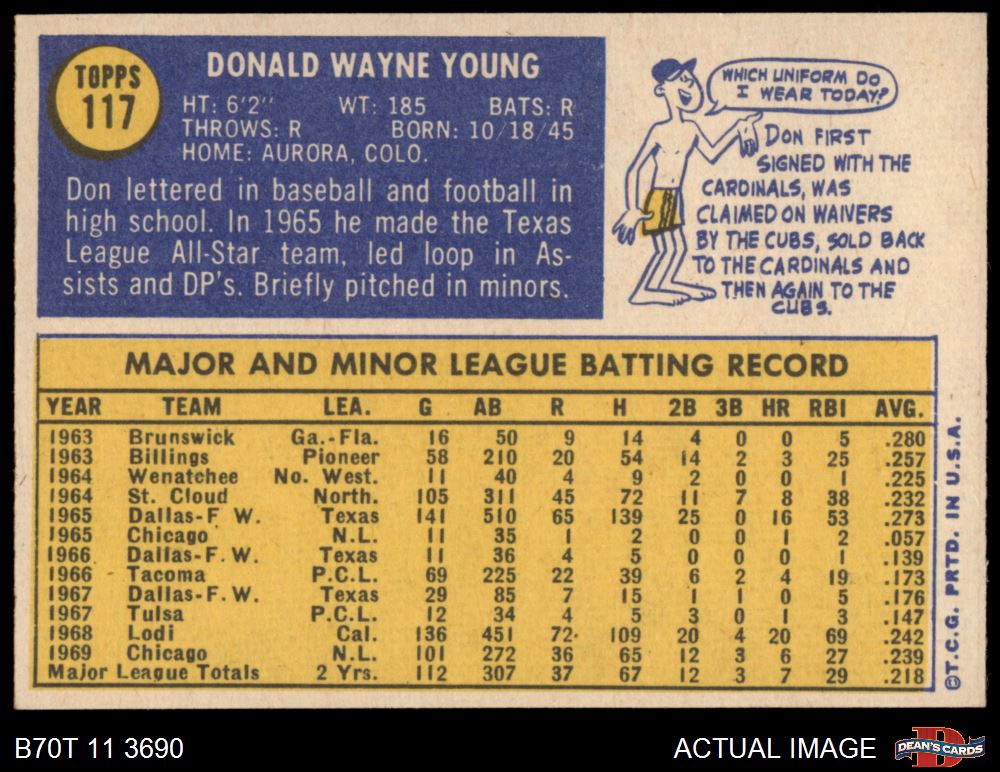 TOPPS
117
DONALD WAYNE YOUNG
HT: 6'2" WT: 185 BATS: R
THROWS: R BORN: 10/18/45
HOME: AURORA, COLO.
Don lettered in baseball and football in
high school. In 1965 he made the Texas
League All-Star team, led loop in As-
sists and DP's. Briefly pitched in minors.
WHICH UNIFORM DO
I WEAR TODAY?
DON FIRST
SIGNED WITH THE
CARDINALS, WAS
CLAIMED ON WAIVERS
BY THE CUBS, SOLD BACK
TO THE CARDINALS AND
THEN AGAIN TO THE
CUBS.
MAJOR AND MINOR LEAGUE BATTING RECORD
YEAR TEAM LEA. G AB R H 2B 3B HR RBI AVG.
1963 Brunswick Ga.-Fla. 16 50 9 14 4 0 0 5 .280
1963 Billings Pioneer 58 210 20 54 14 2 3 25 .257
1964 Wenatchee No. West. 11 40 4 9 2 0 0 1 .225
1964 St. Cloud North. 105 311 45 72 11 7 8 38 .232
1965 Dallas-F. W. Texas 141 510 65 139 25 0 16 53 .273
1965 Chicago N.L. 11 35 1 2 0 0 1 2 .057
1966 Dallas-F. W. Texas 11 36 4 5 0 0 0 1 .139
1966 Tacoma P.C.L. 69 225 22 39 6 2 4 19 .173
1967 Dallas-F. W. Texas 29 85 7 15 1 1 0 5 .176
1967 Tulsa P.C.L. 12 34 4 5 3 0 1 3 .147
1968 Lodi Cal. 136 451 72 109 20 4 20 69 .242
1969 Chicago N.L. 101 272 36 65 12 3 6 27 .239
Major League Totals 2 Yrs. 112 307 37 67 12 3 7 29 .218
©T.C.G. PRTD. IN U.S.A.
B70T 11 3690
ACTUAL IMAGE
D
DEAN'S CARDS